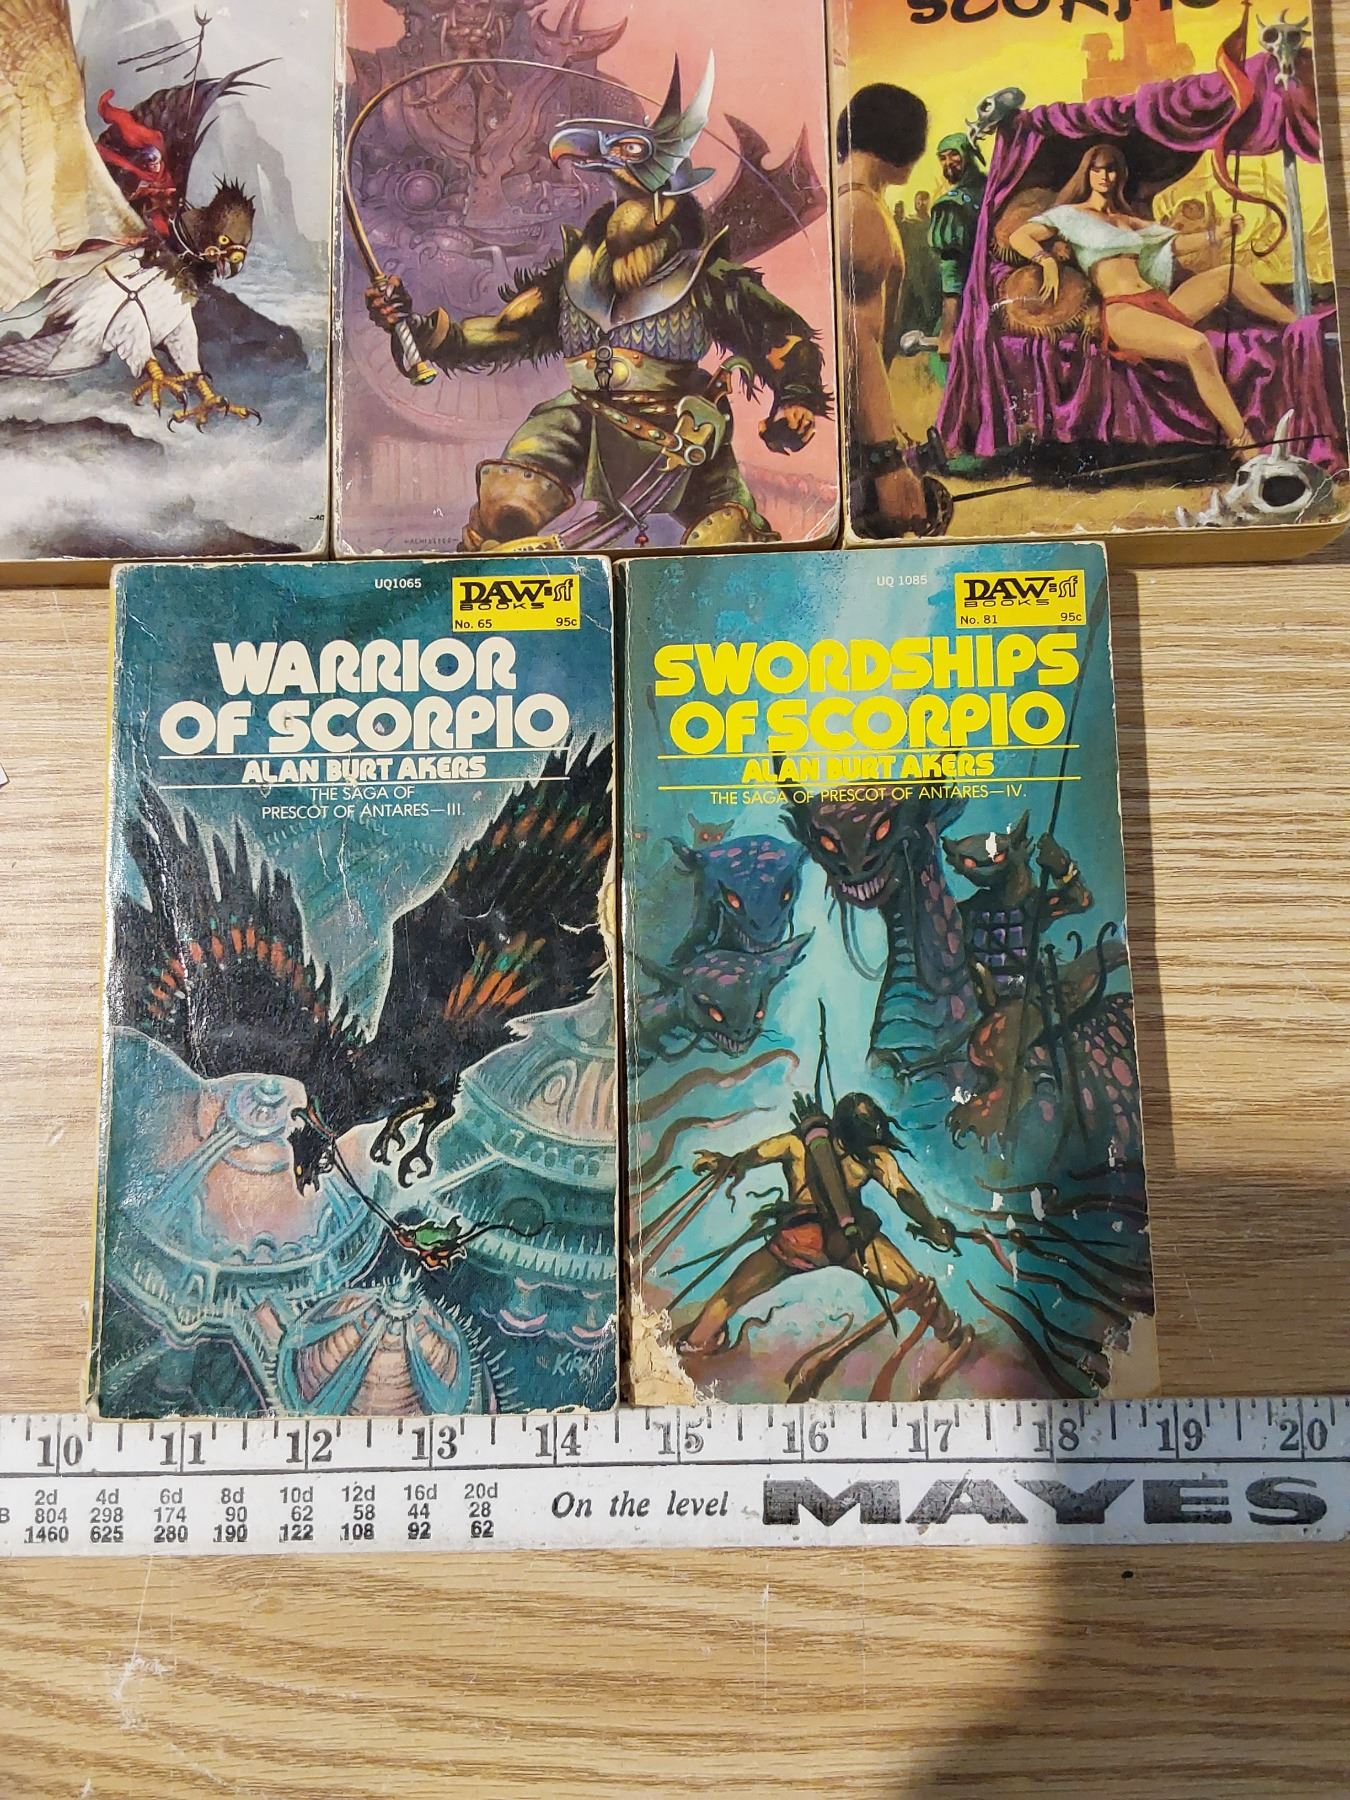 SCORPIO
ACHILLEOS
UQ1065
DAW=sf
BOOKS
No. 65 95c
WARRIOR
OF SCORPIO
ALAN BURT AKERS
THE SAGA OF
PRESCOT OF ANTARES—III.
KiRK
UQ 1085
DAW=sf
BOOKS
No. 81 95c
SWORDSHIPS
OF SCORPIO
ALAN BURT AKERS
THE SAGA OF PRESCOT OF ANTARES—IV.
10 11 12 13 14 15 16 17 18 19 20
2d 4d 6d 8d 10d 12d 16d 20d
B 804 298 174 90 62 58 44 28
1460 625 280 190 122 108 92 62
On the level MAYES